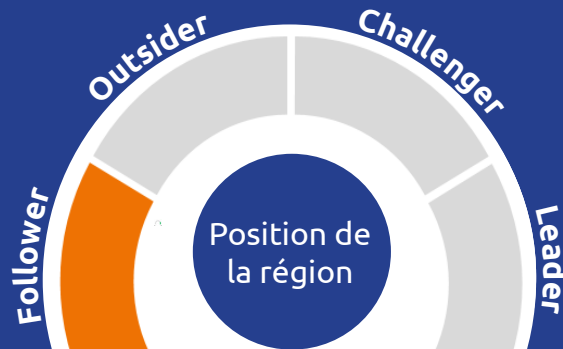 Outsider
Challenger
Follower
Position de
la région
Leader